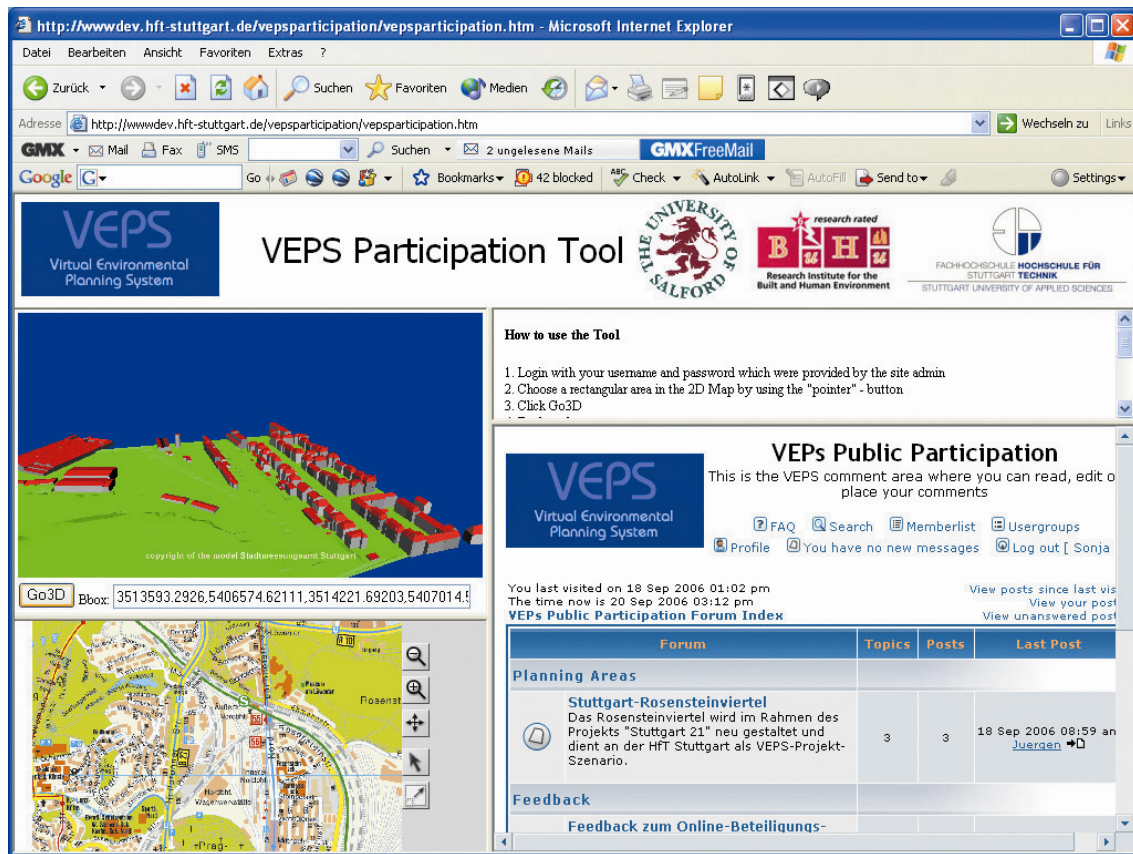 http://wwwdev.hft-stuttgart.de/vepsparticipation/vepsparticipation.htm - Microsoft Internet Explorer
Datei Bearbeiten Ansicht Favoriten Extras ?
Zurück Suchen Favoriten Medien
Adresse http://wwwdev.hft-stuttgart.de/vepsparticipation/vepsparticipation.htm Wechseln zu Links
GMX Mail Fax SMS Suchen 2 ungelesene Mails GMXFreeMail
Google G Go Bookmarks 42 blocked ABC Check AutoLink AutoFill Send to Settings
VEPS
Virtual Environmental
Planning System
VEPS Participation Tool
THE UNIVERSITY OF SALFORD
research rated
B u H u
Research Institute for the
Built and Human Environment
FACHHOCHSCHULE HOCHSCHULE FÜR
STUTTGART TECHNIK
STUTTGART UNIVERSITY OF APPLIED SCIENCES
copyright of the model Stadtmessungeamt Stuttgart
Go3D Bbox: 3513593.2926,5406574.62111,3514221.69203,5407014.5
Rosenst
Wagenwerkstätte
Prag-
How to use the Tool
1. Login with your username and password which were provided by the site admin
2. Choose a rectangular area in the 2D Map by using the "pointer" - button
3. Click Go3D
VEPS
Virtual Environmental
Planning System
VEPs Public Participation
This is the VEPS comment area where you can read, edit o
place your comments
FAQ Search Memberlist Usergroups
Profile You have no new messages Log out [ Sonja
You last visited on 18 Sep 2006 01:02 pm
The time now is 20 Sep 2006 03:12 pm
VEPs Public Participation Forum Index
View posts since last vis
View your post
View unanswered post
Forum Topics Posts Last Post
Planning Areas
Stuttgart-Rosensteinviertel
Das Rosensteinviertel wird im Rahmen des
Projekts "Stuttgart 21" neu gestaltet und
dient an der HfT Stuttgart als VEPS-Projekt-
Szenario.
3 3 18 Sep 2006 08:59 am
Juergen
Feedback
Feedback zum Online-Beteiligungs-